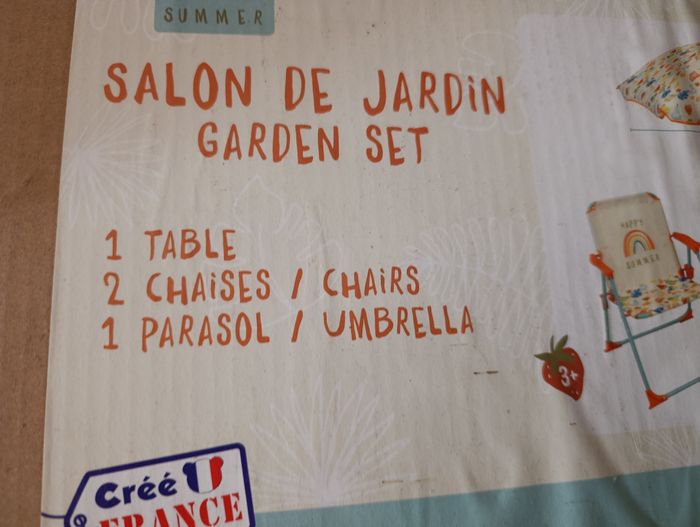 SUMMER
SALON DE JARDIN
GARDEN SET
1 TABLE
2 CHAISES / CHAIRS
1 PARASOL / UMBRELLA
HAPPY
SUMMER
3+
Créé
FRANCE